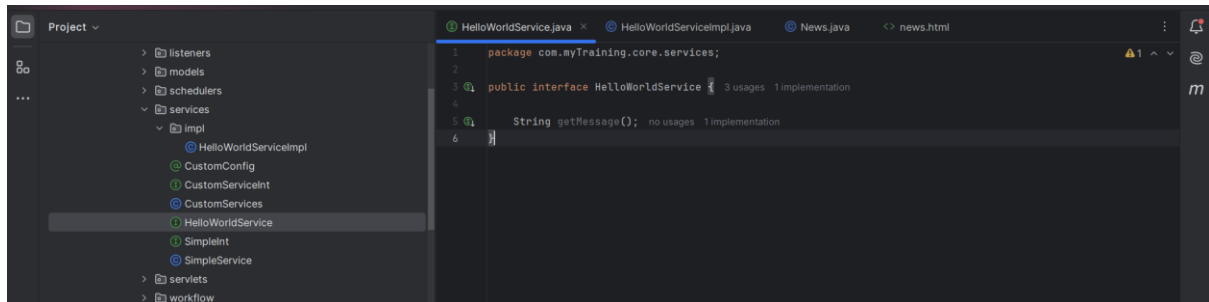 Project
listeners
models
schedulers
services
impl
HelloWorldServiceImpl
CustomConfig
CustomServiceInt
CustomServices
HelloWorldService
SimpleInt
SimpleService
servlets
workflow
HelloWorldService.java HelloWorldServiceImpl.java News.java <> news.html
1 package com.myTraining.core.services; 1
2
3 public interface HelloWorldService { 3 usages 1 implementation
4
5 String getMessage(); no usages 1 implementation
6 }
m